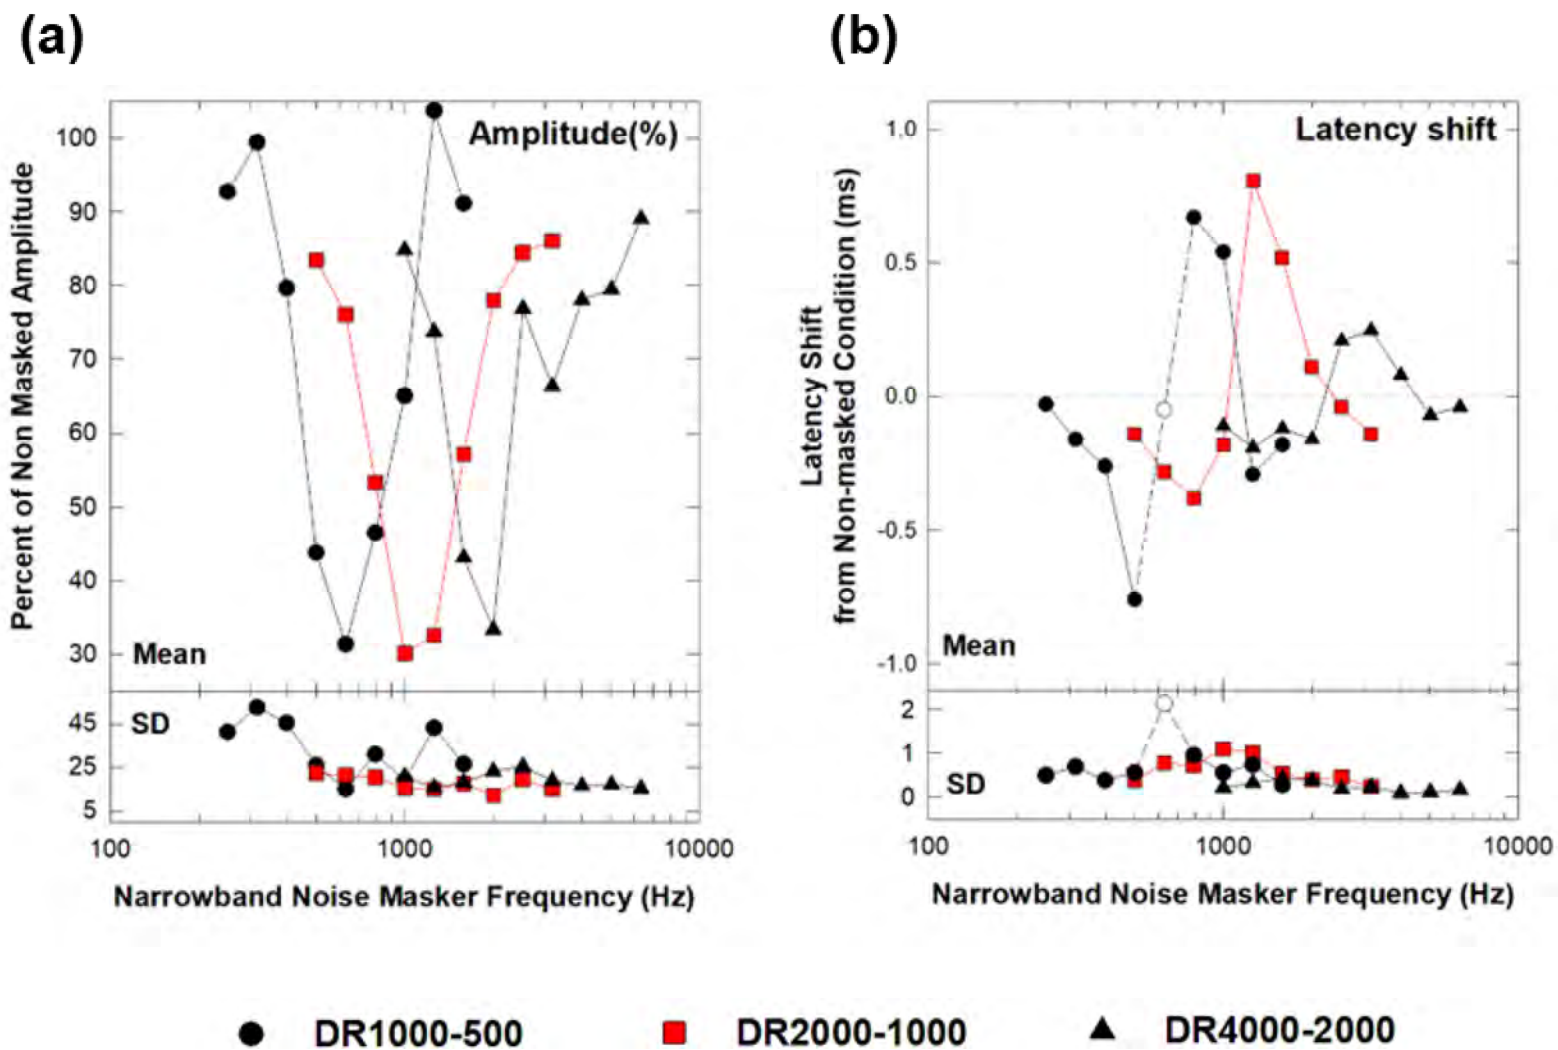 (a)
(b)
Amplitude(%)
Percent of Non Masked Amplitude
100
90
80
70
60
50
40
30
Mean
SD
45
25
5
100
1000
10000
Narrowband Noise Masker Frequency (Hz)
Latency shift
Latency Shift
from Non-masked Condition (ms)
1.0
0.5
0.0
-0.5
-1.0
Mean
SD
2
1
0
100
1000
10000
Narrowband Noise Masker Frequency (Hz)
DR1000-500
DR2000-1000
DR4000-2000